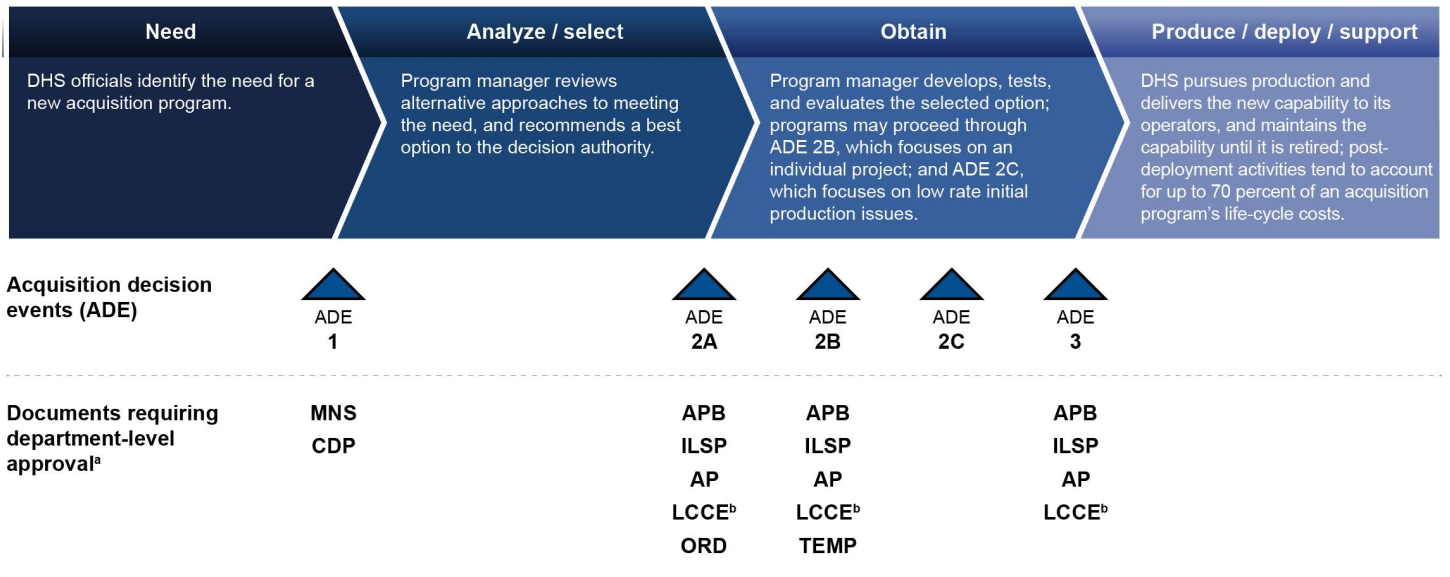 Need
DHS officials identify the need for a
new acquisition program.
Analyze / select
Program manager reviews
alternative approaches to meeting
the need, and recommends a best
option to the decision authority.
Obtain
Program manager develops, tests,
and evaluates the selected option;
programs may proceed through
ADE 2B, which focuses on an
individual project; and ADE 2C,
which focuses on low rate initial
production issues.
Produce / deploy / support
DHS pursues production and
delivers the new capability to its
operators, and maintains the
capability until it is retired; post-
deployment activities tend to account
for up to 70 percent of an acquisition
program's life-cycle costs.
Acquisition decision
events (ADE)
ADE
1
ADE
2A
ADE
2B
ADE
2C
ADE
3
Documents requiring
department-level
approvalᵃ
MNS
CDP
APB
ILSP
AP
LCCEᵇ
ORD
APB
ILSP
AP
LCCEᵇ
TEMP
APB
ILSP
AP
LCCEᵇ